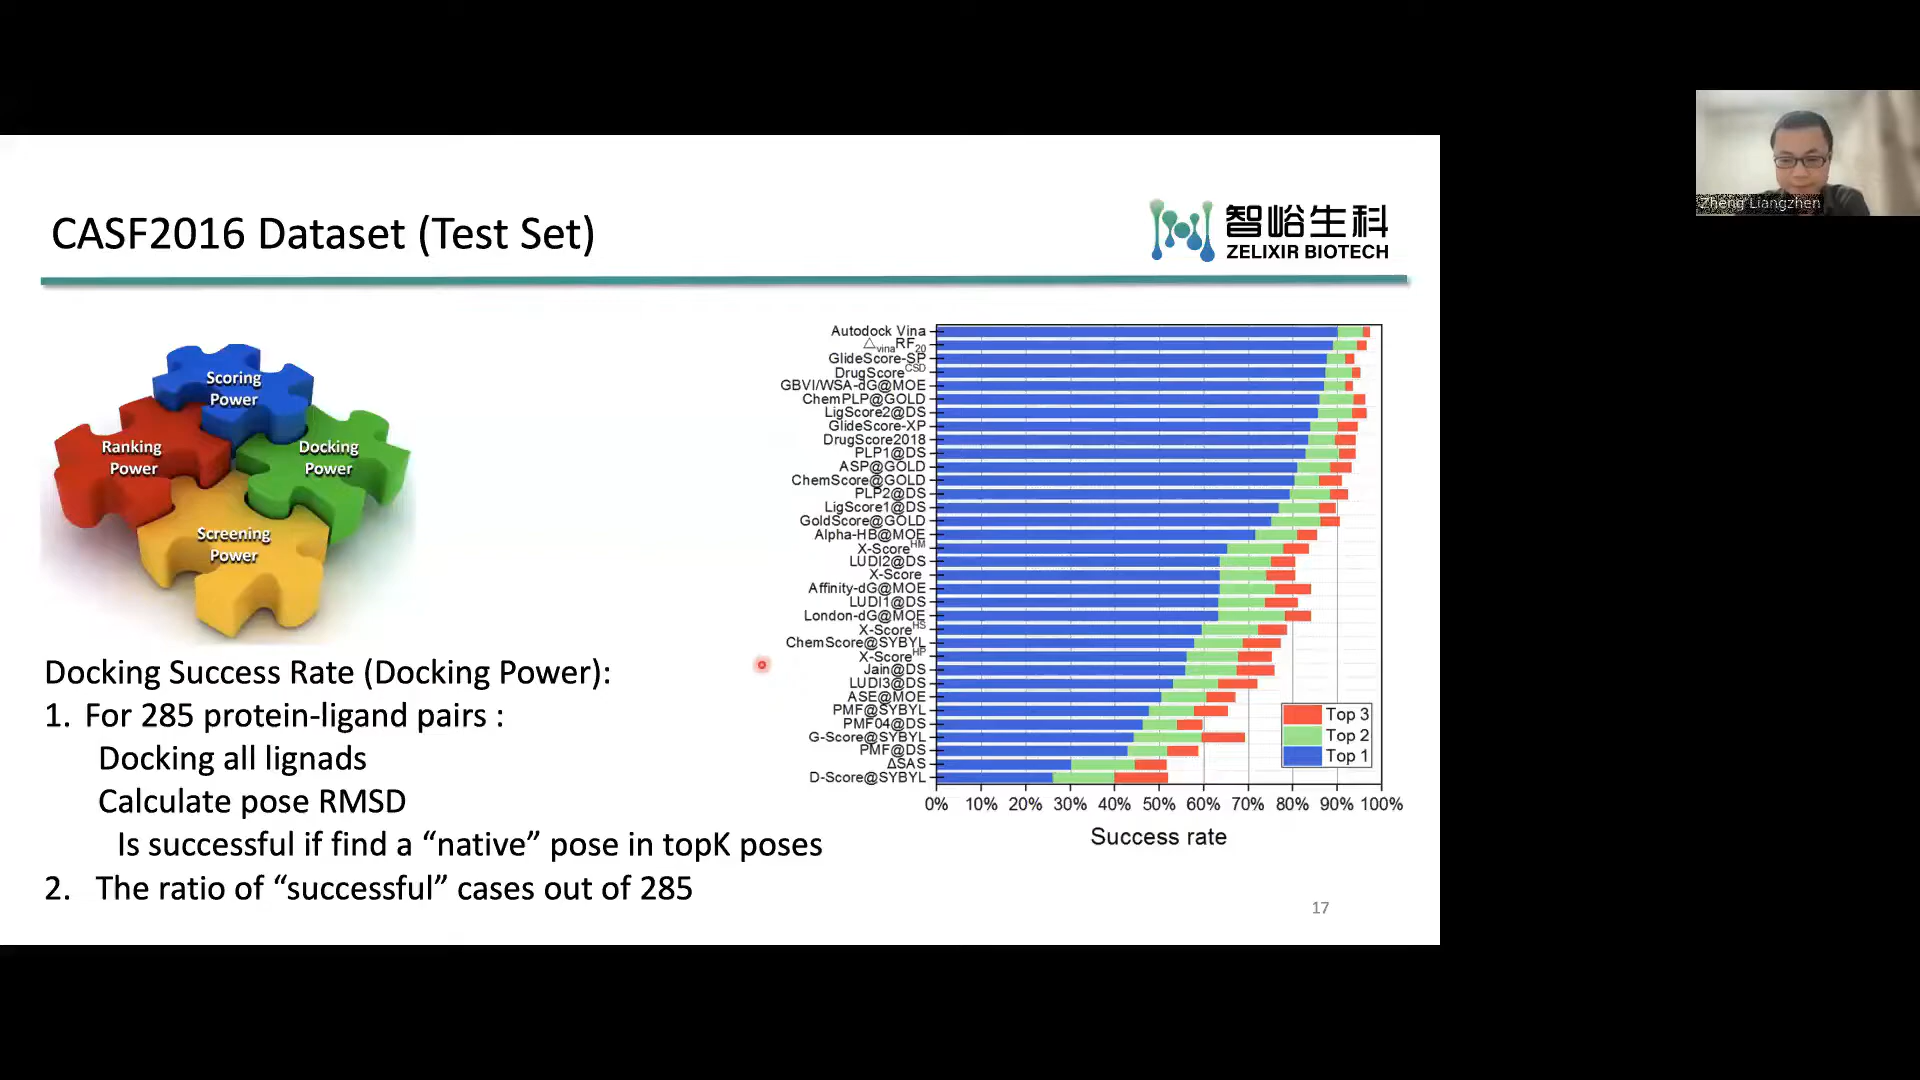 Zheng Liangzhen
CASF2016 Dataset (Test Set)
智峪生科
ZELIXIR BIOTECH
Scoring
Power
Ranking
Power
Docking
Power
Screening
Power
Docking Success Rate (Docking Power):
1. For 285 protein-ligand pairs :
Docking all lignads
Calculate pose RMSD
Is successful if find a “native” pose in topK poses
2. The ratio of “successful” cases out of 285
Autodock Vina
△vinaRF20
GlideScore-SP
DrugScoreCSD
GBVI/WSA-dG@MOE
ChemPLP@GOLD
LigScore2@DS
GlideScore-XP
DrugScore2018
PLP1@DS
ASP@GOLD
ChemScore@GOLD
PLP2@DS
LigScore1@DS
GoldScore@GOLD
Alpha-HB@MOE
X-ScoreHM
LUDI2@DS
X-Score
Affinity-dG@MOE
LUDI1@DS
London-dG@MOE
X-ScoreHS
ChemScore@SYBYL
X-ScoreHP
Jain@DS
LUDI3@DS
ASE@MOE
PMF@SYBYL
PMF04@DS
G-Score@SYBYL
PMF@DS
ΔSAS
D-Score@SYBYL
Top 3
Top 2
Top 1
0% 10% 20% 30% 40% 50% 60% 70% 80% 90% 100%
Success rate
17